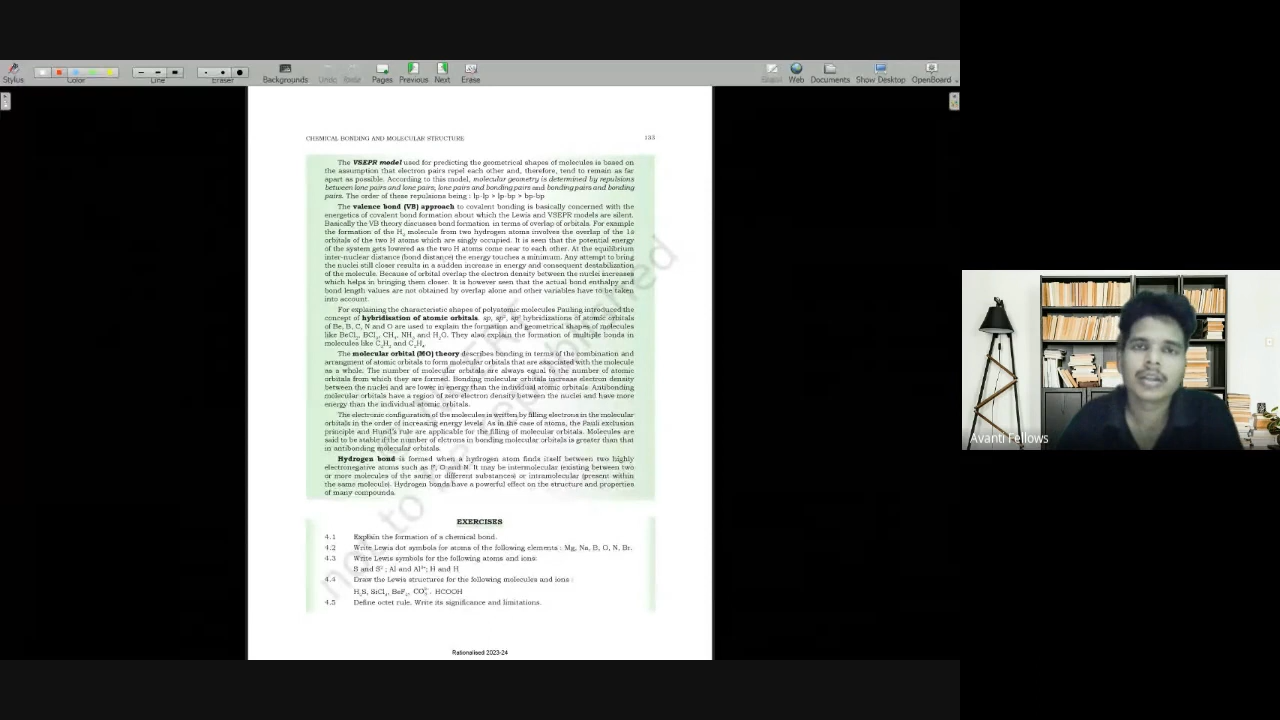 Stylus
Color
Line
Eraser
Backgrounds
Undo
Redo
Pages
Previous
Next
Erase
Board
Web
Documents
Show Desktop
OpenBoard
CHEMICAL BONDING AND MOLECULAR STRUCTURE 133
The VSEPR model used for predicting the geometrical shapes of molecules is based on
the assumption that electron pairs repel each other and, therefore, tend to remain as far
apart as possible. According to this model, molecular geometry is determined by repulsions
between lone pairs and lone pairs, lone pairs and bonding pairs and bonding pairs and bonding
pairs. The order of these repulsions being : lp-lp > lp-bp > bp-bp
The valence bond (VB) approach to covalent bonding is basically concerned with the
energetics of covalent bond formation about which the Lewis and VSEPR models are silent.
Basically the VB theory discusses bond formation in terms of overlap of orbitals. For example
the formation of the H₂ molecule from two hydrogen atoms involves the overlap of the 1s
orbitals of the two H atoms which are singly occupied. It is seen that the potential energy
of the system gets lowered as the two H atoms come near to each other. At the equilibrium
inter-nuclear distance (bond distance) the energy touches a minimum. Any attempt to bring
the nuclei still closer results in a sudden increase in energy and consequent destabilization
of the molecule. Because of orbital overlap the electron density between the nuclei increases
which helps in bringing them closer. It is however seen that the actual bond enthalpy and
bond length values are not obtained by overlap alone and other variables have to be taken
into account.
For explaining the characteristic shapes of polyatomic molecules Pauling introduced the
concept of hybridisation of atomic orbitals. sp, sp², sp³ hybridizations of atomic orbitals
of Be, B, C, N and O are used to explain the formation and geometrical shapes of molecules
like BeCl₂, BCl₃, CH₄, NH₃ and H₂O. They also explain the formation of multiple bonds in
molecules like C₂H₂ and C₂H₄.
The molecular orbital (MO) theory describes bonding in terms of the combination and
arrangment of atomic orbitals to form molecular orbitals that are associated with the molecule
as a whole. The number of molecular orbitals are always equal to the number of atomic
orbitals from which they are formed. Bonding molecular orbitals increase electron density
between the nuclei and are lower in energy than the individual atomic orbitals. Antibonding
molecular orbitals have a region of zero electron density between the nuclei and have more
energy than the individual atomic orbitals.
The electronic configuration of the molecules is written by filling electrons in the molecular
orbitals in the order of increasing energy levels. As in the case of atoms, the Pauli exclusion
principle and Hund's rule are applicable for the filling of molecular orbitals. Molecules are
said to be stable if the number of elctrons in bonding molecular orbitals is greater than that
in antibonding molecular orbitals.
Hydrogen bond is formed when a hydrogen atom finds itself between two highly
electronegative atoms such as F, O and N. It may be intermolecular (existing between two
or more molecules of the same or different substances) or intramolecular (present within
the same molecule). Hydrogen bonds have a powerful effect on the structure and properties
of many compounds.
EXERCISES
4.1 Explain the formation of a chemical bond.
4.2 Write Lewis dot symbols for atoms of the following elements : Mg, Na, B, O, N, Br.
4.3 Write Lewis symbols for the following atoms and ions:
S and S²⁻; Al and Al³⁺; H and H
4.4 Draw the Lewis structures for the following molecules and ions :
H₂S, SiCl₄, BeF₂, CO₃²⁻, HCOOH
4.5 Define octet rule. Write its significance and limitations.
Rationalised 2023-24
not to be republished
Avanti Fellows